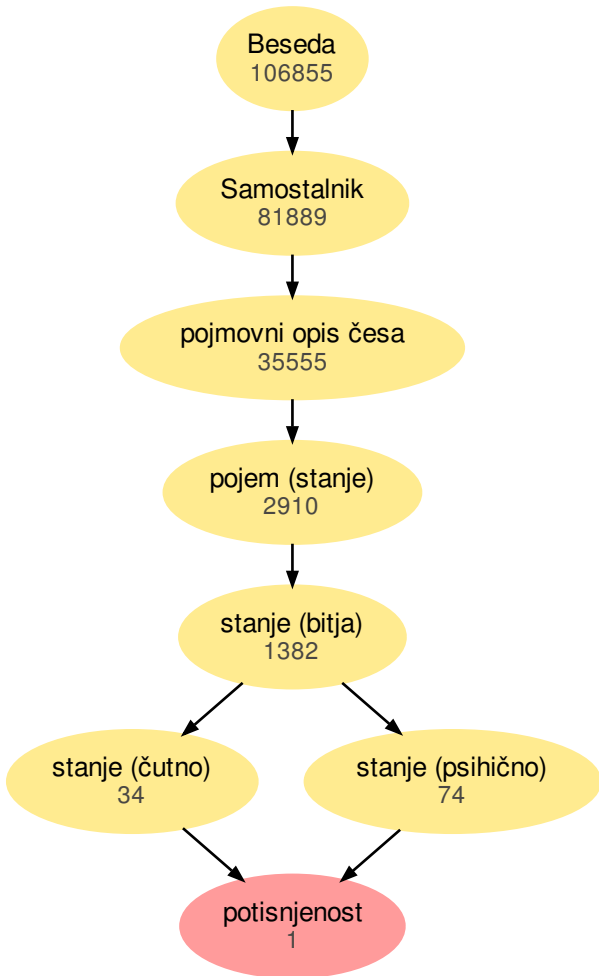 Beseda
106855
Samostalnik
81889
pojmovni opis česa
35555
pojem (stanje)
2910
stanje (bitja)
1382
stanje (čutno)
34
stanje (psihično)
74
potisnjenost
1